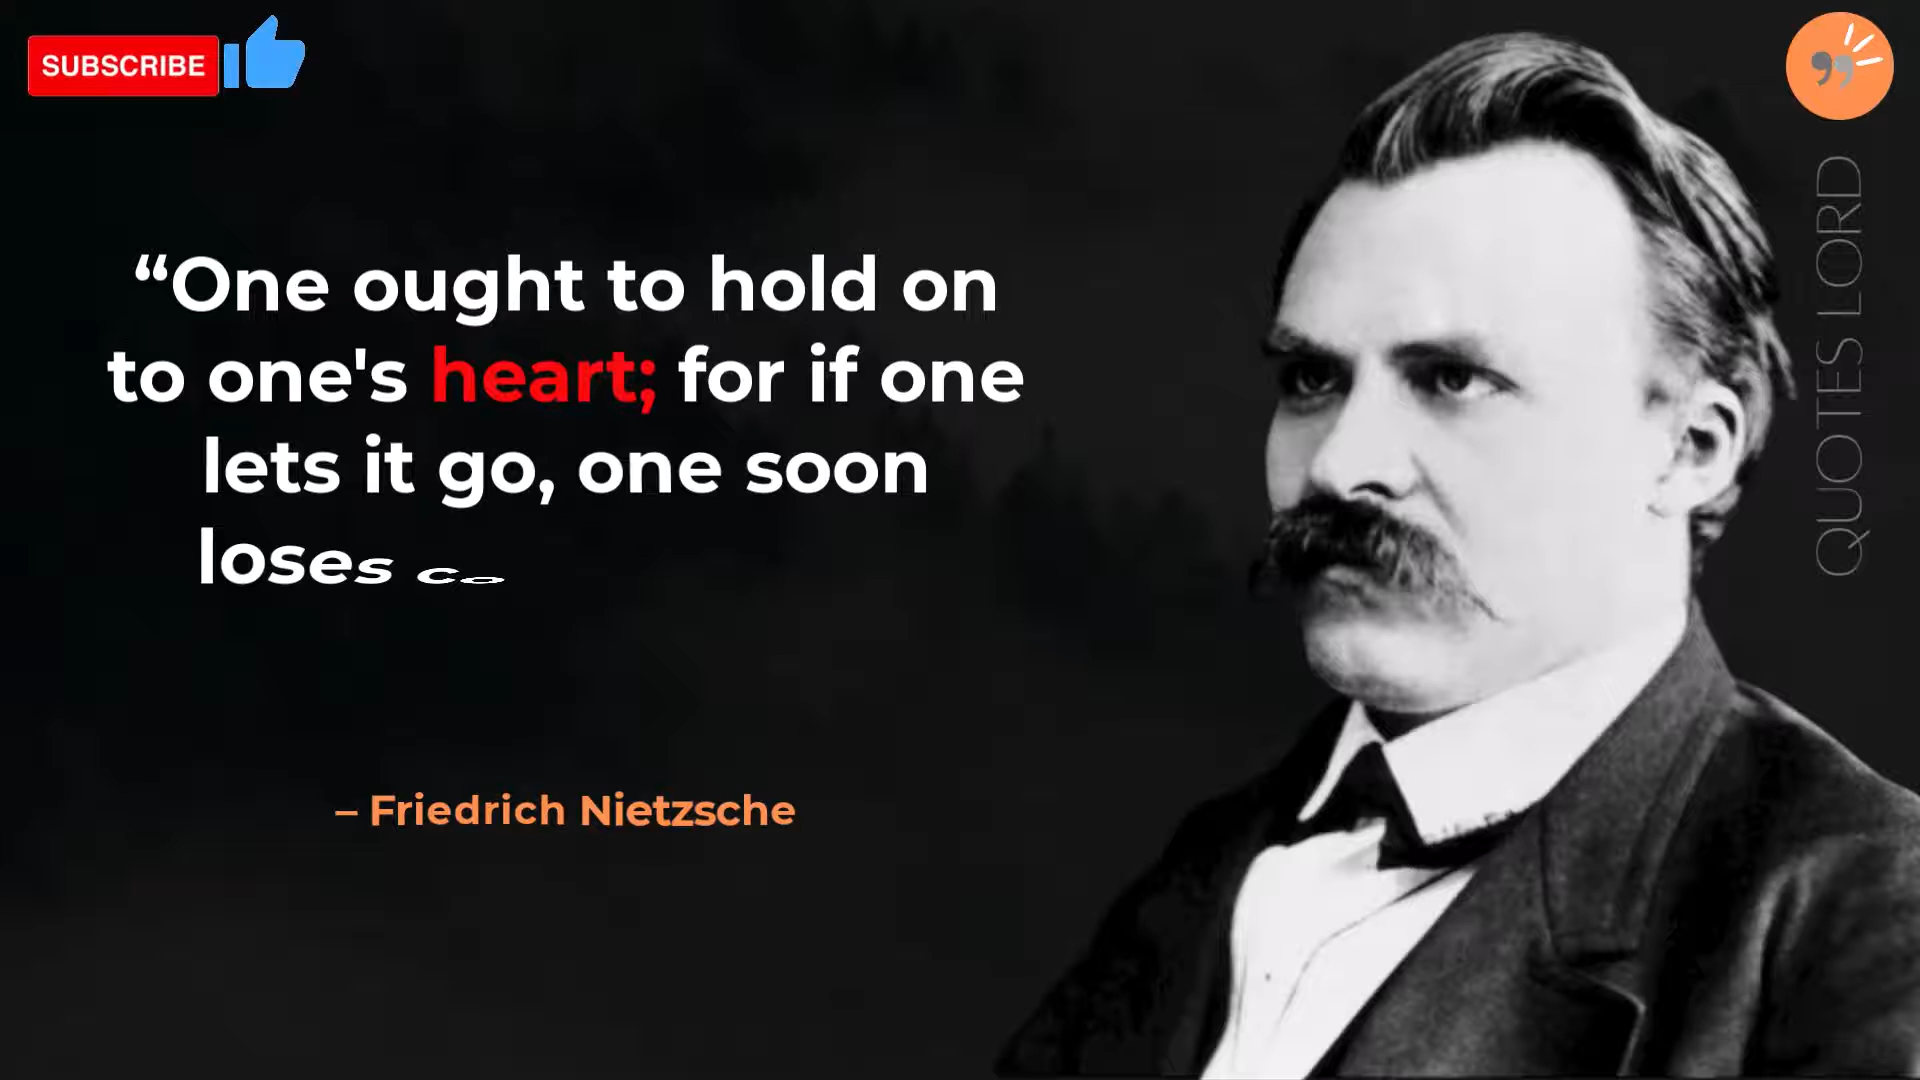 SUBSCRIBE
“One ought to hold on
to one's heart; for if one
lets it go, one soon
loses co
– Friedrich Nietzsche
QUOTES LORD